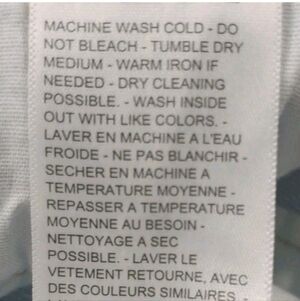 MACHINE WASH COLD - DO
NOT BLEACH - TUMBLE DRY
MEDIUM - WARM IRON IF
NEEDED - DRY CLEANING
POSSIBLE. - WASH INSIDE
OUT WITH LIKE COLORS. -
LAVER EN MACHINE A L'EAU
FROIDE - NE PAS BLANCHIR -
SECHER EN MACHINE A
TEMPERATURE MOYENNE -
REPASSER A TEMPERATURE
MOYENNE AU BESOIN -
NETTOYAGE A SEC
POSSIBLE. - LAVER LE
VETEMENT RETOURNE, AVEC
DES COULEURS SIMILAIRES. -